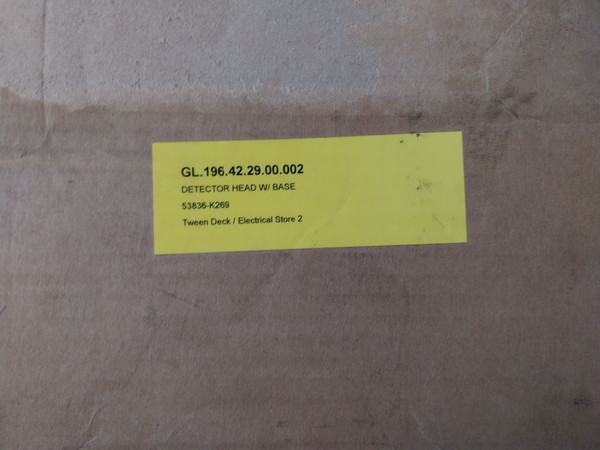 GL.196.42.29.00.002
DETECTOR HEAD W/ BASE
53836-K269
Tween Deck / Electrical Store 2